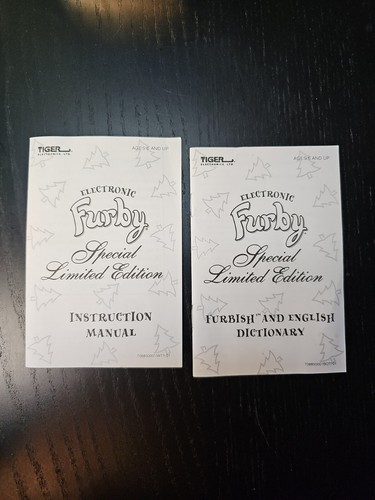 TIGER
ELECTRONICS, LTD.
AGES 6 AND UP
ELECTRONIC
Furby
Special
Limited Edition
INSTRUCTION
MANUAL
TIGER
ELECTRONICS, LTD.
AGES 6 AND UP
ELECTRONIC
Furby
Special
Limited Edition
FURBISH™ AND ENGLISH
DICTIONARY